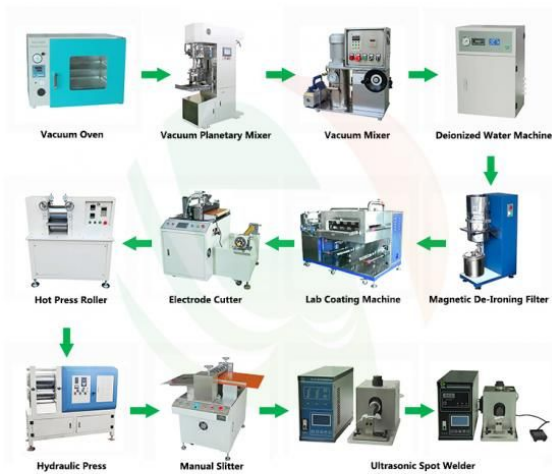 Vacuum Oven
Vacuum Planetary Mixer
Vacuum Mixer
Deionized Water Machine
Hot Press Roller
Electrode Cutter
Lab Coating Machine
Magnetic De-Ironing Filter
Hydraulic Press
Manual Slitter
Ultrasonic Spot Welder